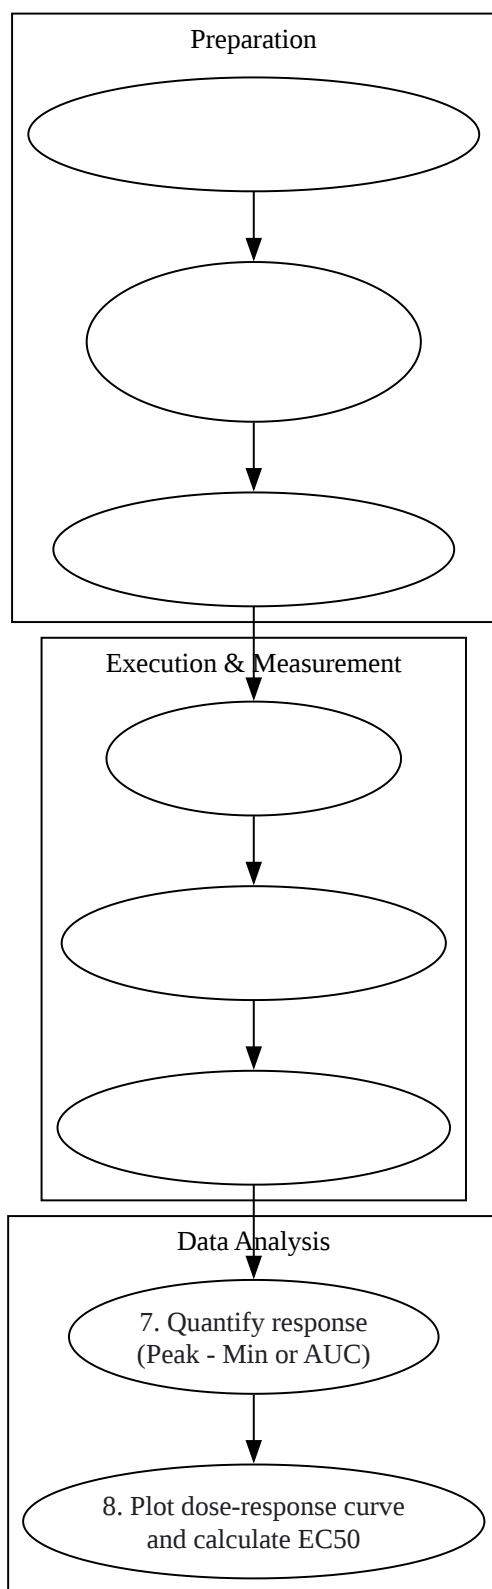 Preparation
Execution & Measurement
Data Analysis
7. Quantify response
(Peak - Min or AUC)
8. Plot dose-response curve
and calculate EC50